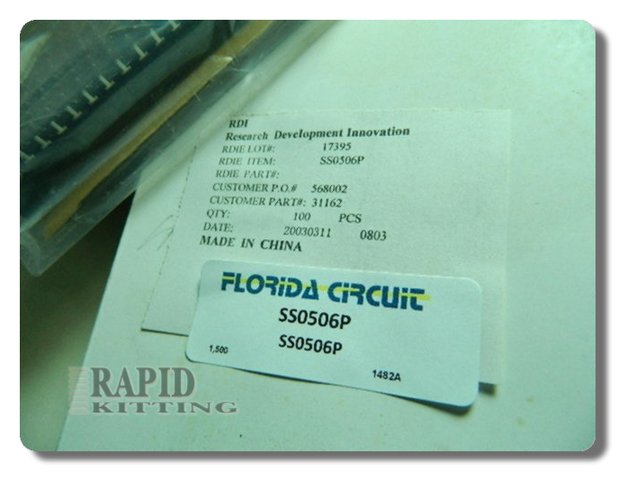 RDI
Research Development Innovation
RDIE LOT#: 17395
RDIE ITEM: SS0506P
RDIE PART#:
CUSTOMER P.O.# 568002
CUSTOMER PART#: 31162
QTY: 100 PCS
DATE: 20030311 0803
MADE IN CHINA
FLORIDA CIRCUIT
SS0506P
SS0506P
1,500 1482A
RAPID
KITTING